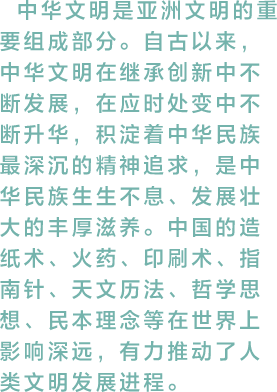 中华文明是亚洲文明的重
要组成部分。自古以来，
中华文明在继承创新中不
断发展，在应时处变中不
断升华，积淀着中华民族
最深沉的精神追求，是中
华民族生生不息、发展壮
大的丰厚滋养。中国的造
纸术、火药、印刷术、指
南针、天文历法、哲学思
想、民本理念等在世界上
影响深远，有力推动了人
类文明发展进程。